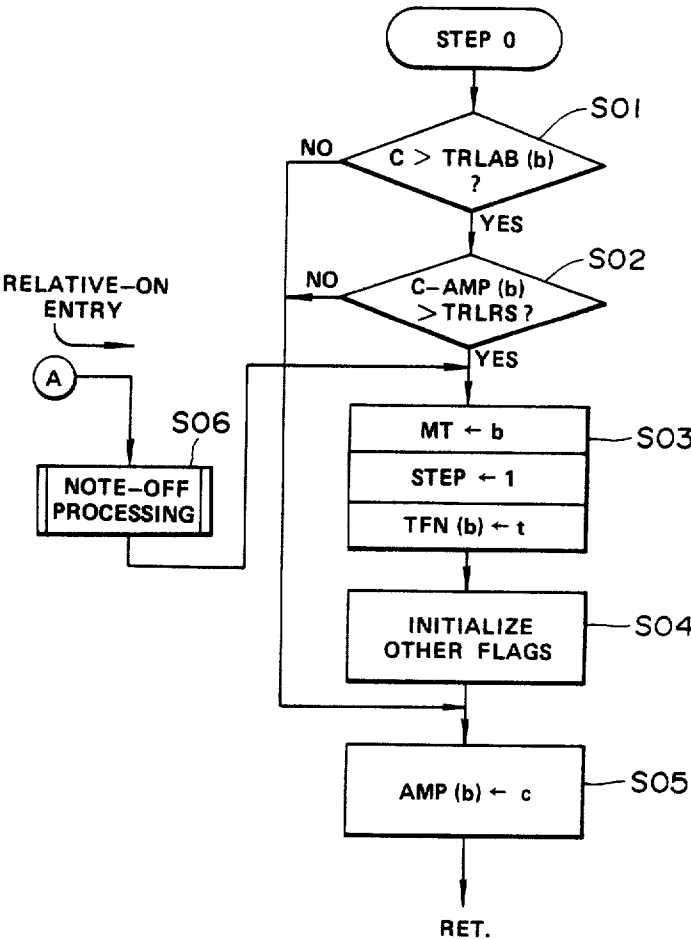 STEP 0
S01
NO
C > TRLAB (b)
?
YES
S02
NO
C-AMP (b)
> TRLRS ?
YES
RELATIVE-ON
ENTRY
A
S06
NOTE-OFF
PROCESSING
MT ← b
S03
STEP ← 1
TFN (b) ← t
INITIALIZE
OTHER FLAGS
S04
AMP (b) ← c
S05
RET.